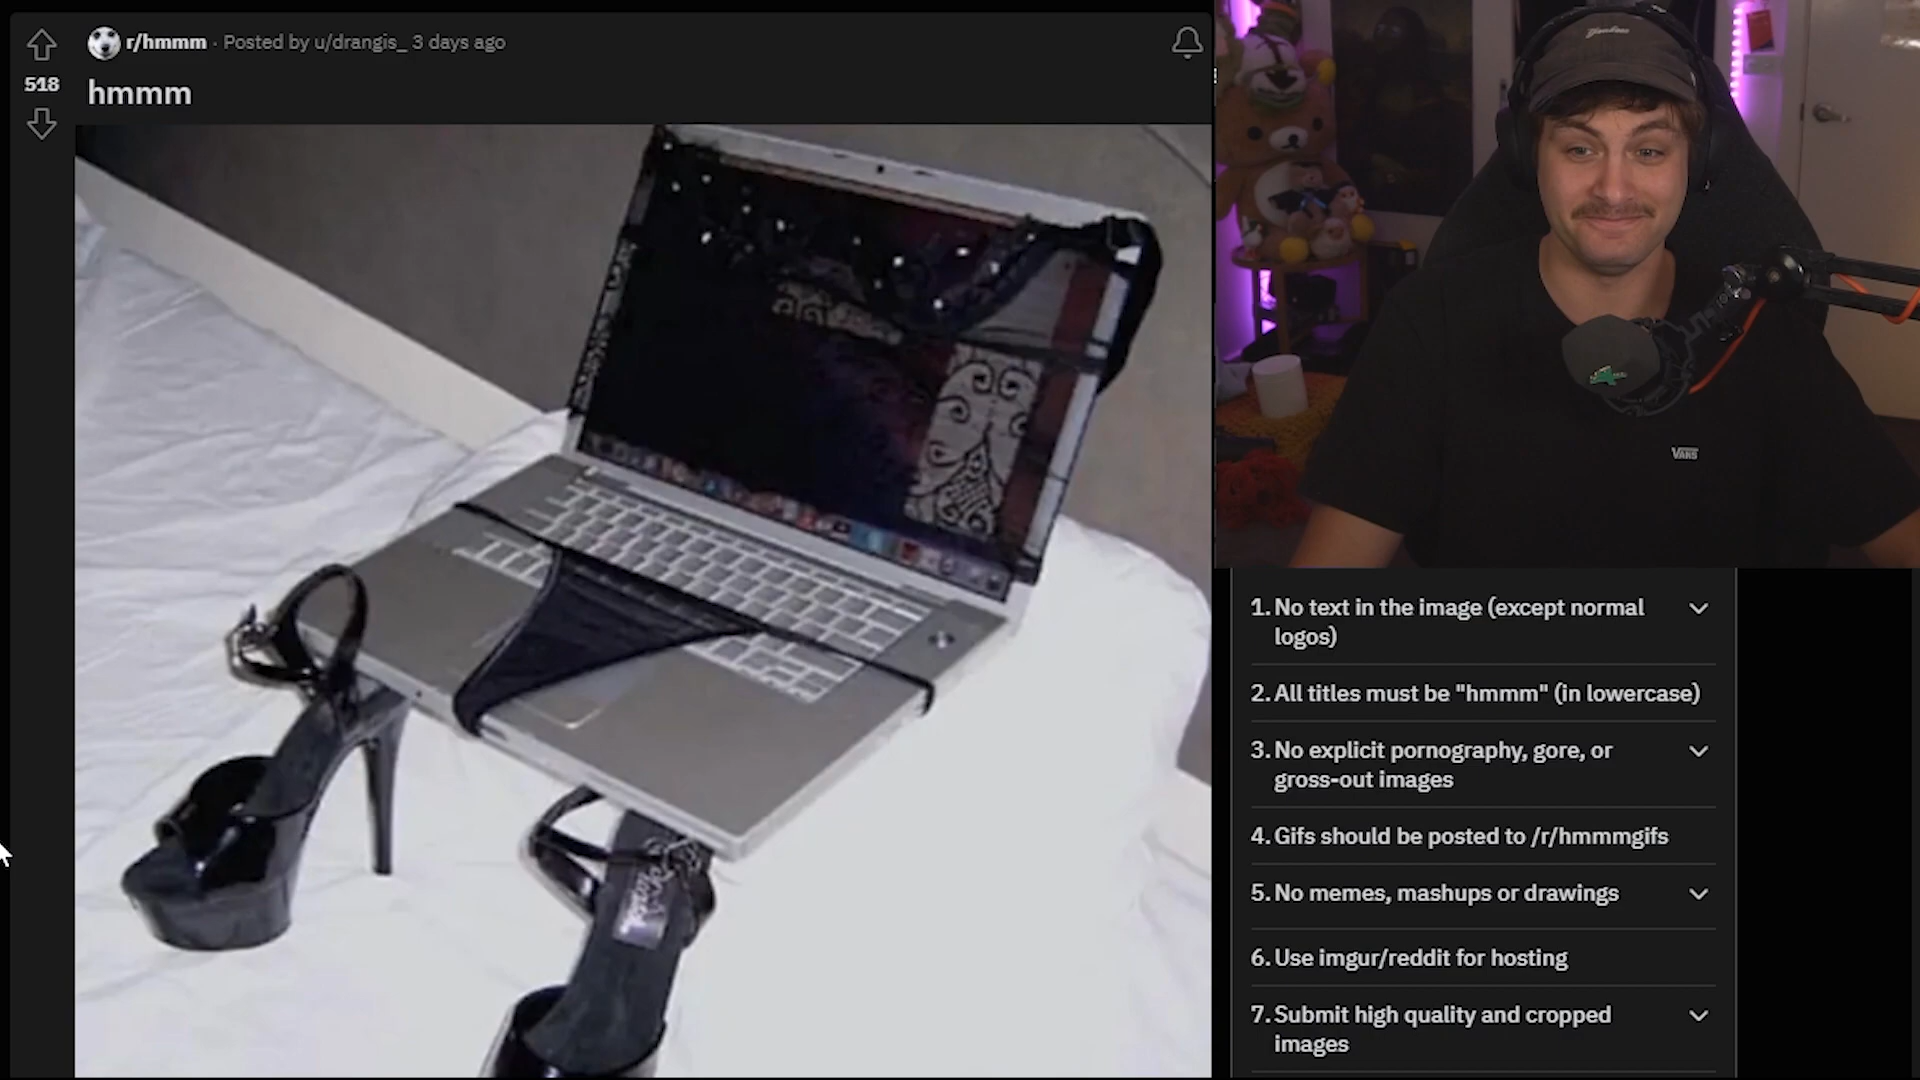 r/hmmm · Posted by u/drangis_ 3 days ago
518
hmmm
Yankees
VANS
1. No text in the image (except normal
logos)
2. All titles must be "hmmm" (in lowercase)
3. No explicit pornography, gore, or
gross-out images
4. Gifs should be posted to /r/hmmmgifs
5. No memes, mashups or drawings
6. Use imgur/reddit for hosting
7. Submit high quality and cropped
images